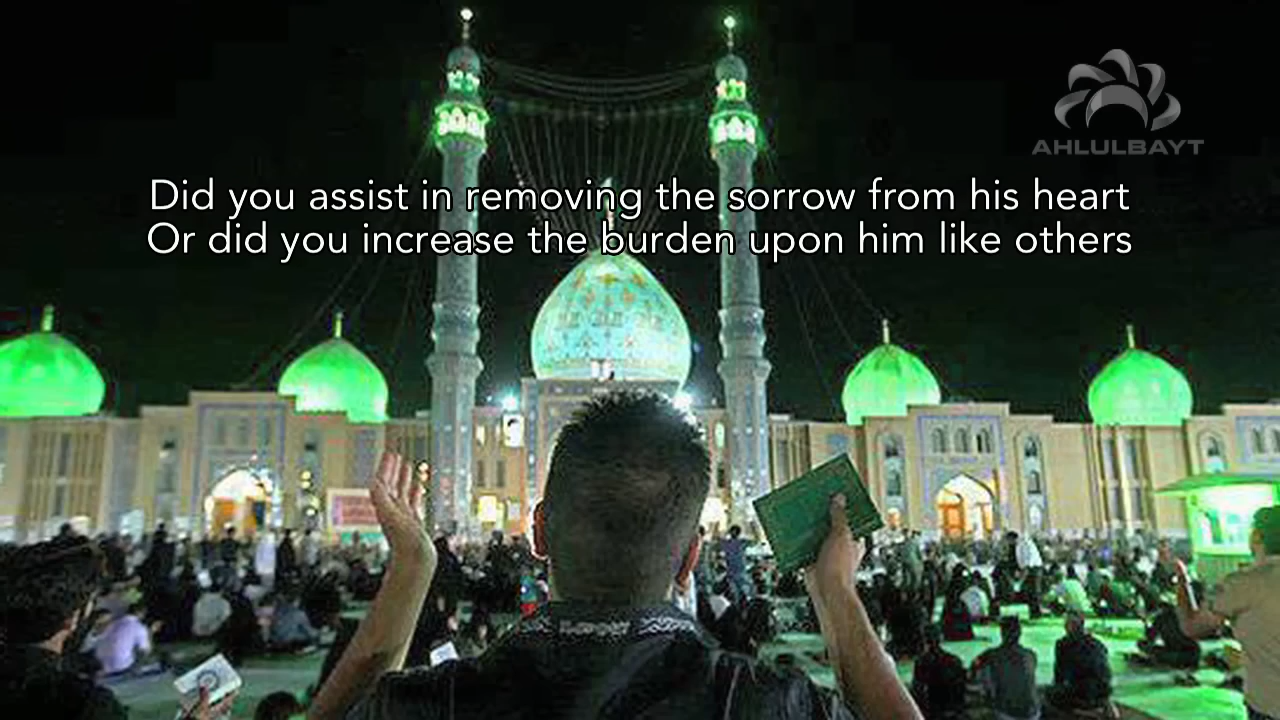 AHLULBAYT
Did you assist in removing the sorrow from his heart
Or did you increase the burden upon him like others